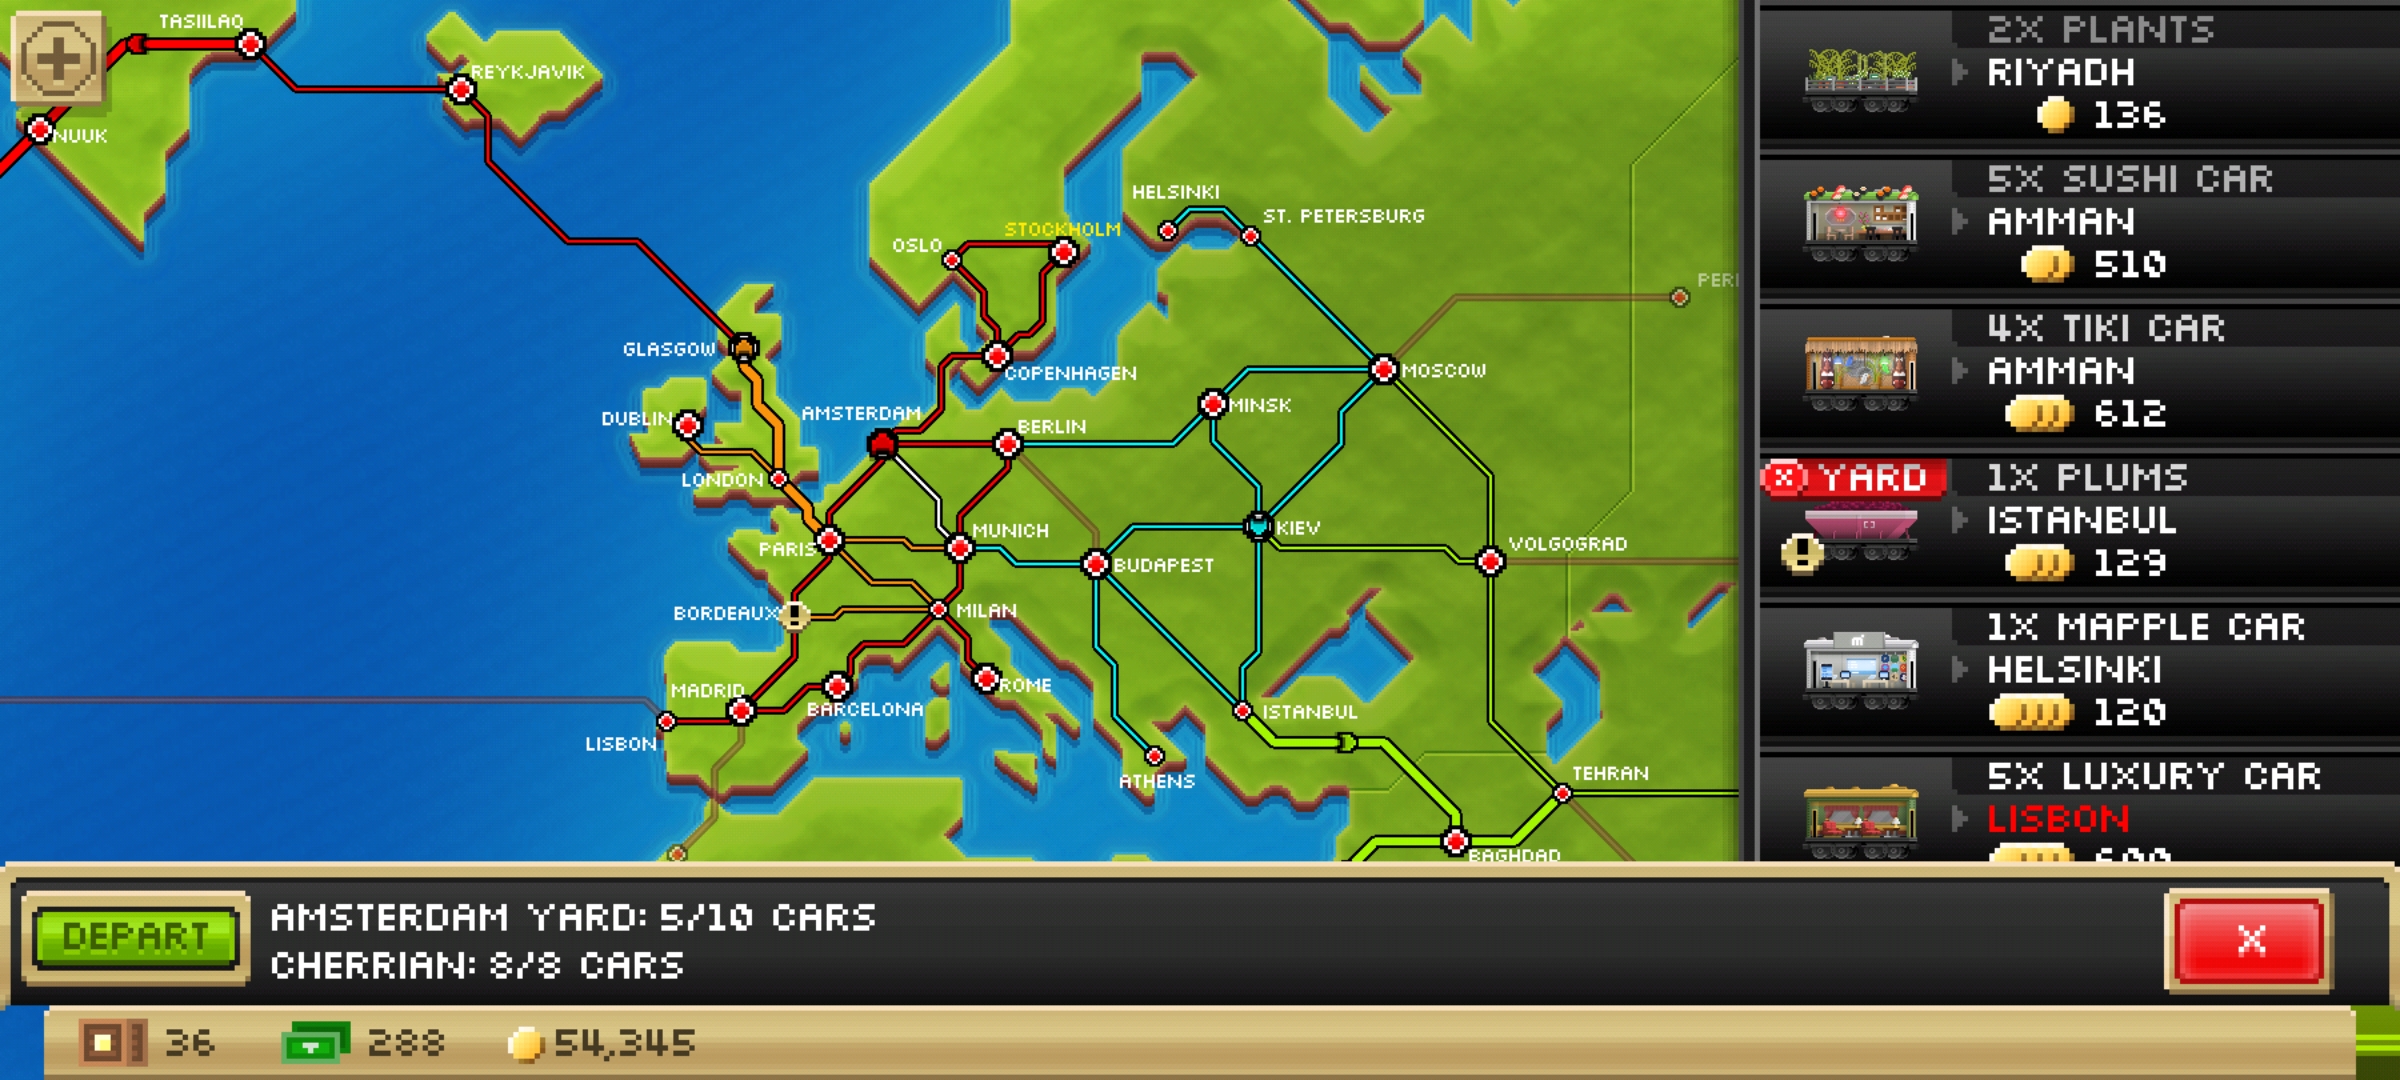 TASIILAQ
REYKJAVIK
NUUK
HELSINKI
ST. PETERSBURG
STOCKHOLM
OSLO
GLASGOW
COPENHAGEN
MOSCOW
DUBLIN
AMSTERDAM
BERLIN
MINSK
LONDON
PARIS
MUNICH
BUDAPEST
KIEV
VOLGOGRAD
BORDEAUX
MILAN
MADRID
ROME
BARCELONA
LISBON
ISTANBUL
ATHENS
TEHRAN
BAGHDAD
2X PLANTS
RIYADH
136
5X SUSHI CAR
AMMAN
510
4X TIKI CAR
AMMAN
612
YARD
1X PLUMS
ISTANBUL
129
1X MAPPLE CAR
HELSINKI
120
5X LUXURY CAR
LISBON
600
DEPART
AMSTERDAM YARD: 5/10 CARS
CHERRIAN: 8/8 CARS
X
36
288
54,345